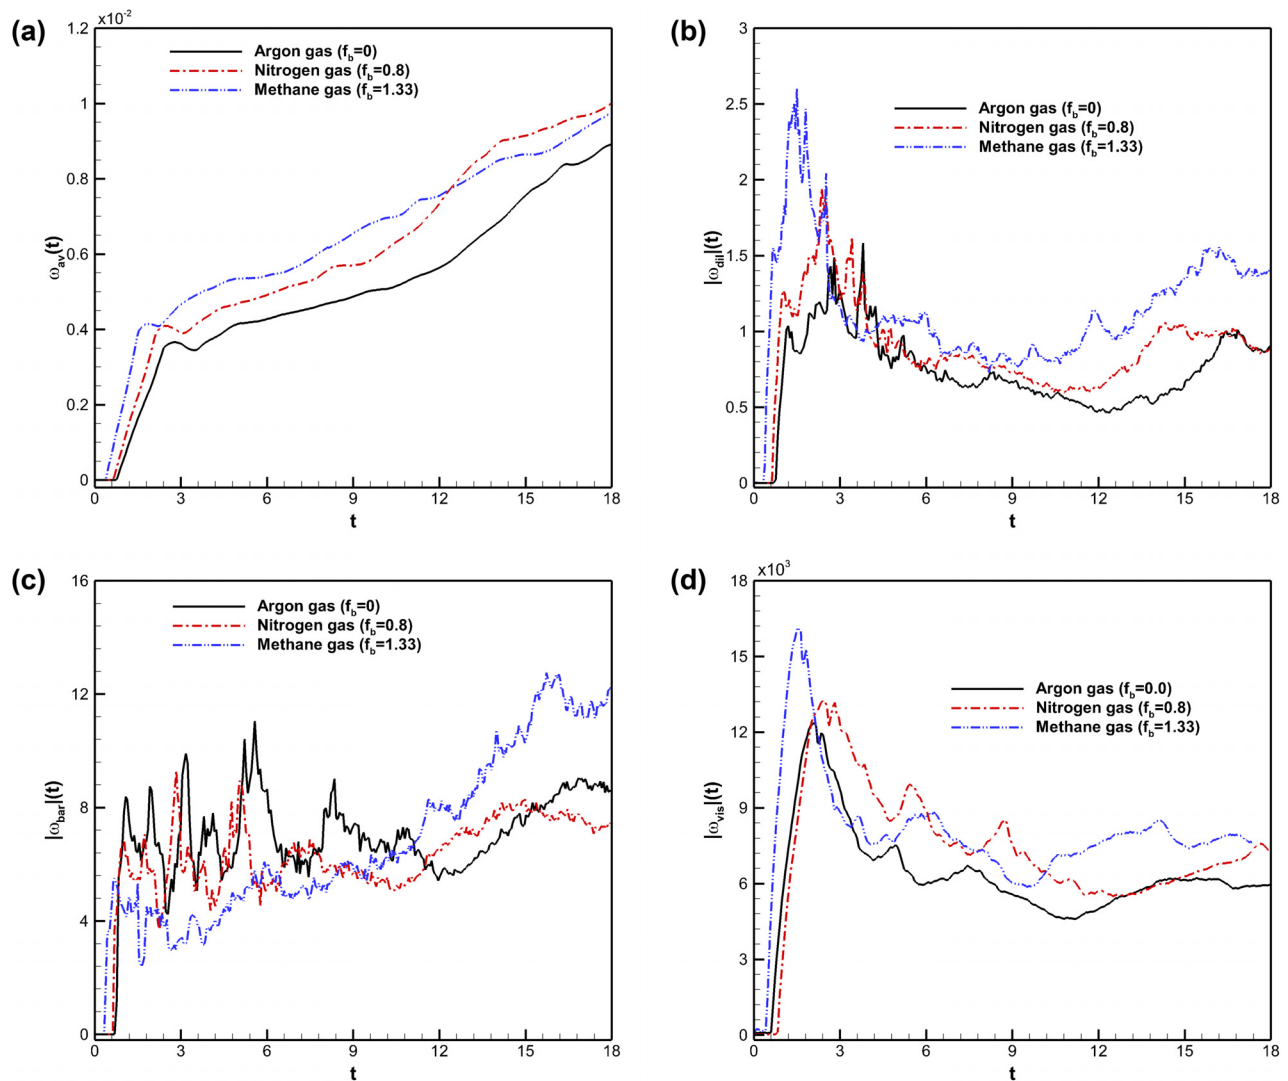 (a)
x10-2
1.2
1
0.8
0.6
0.4
0.2
0
ωav(t)
Argon gas (fb=0)
Nitrogen gas (fb=0.8)
Methane gas (fb=1.33)
0 3 6 9 12 15 18
t
(b)
3
2.5
2
1.5
1
0.5
0
|ωdil|(t)
Argon gas (fb=0)
Nitrogen gas (fb=0.8)
Methane gas (fb=1.33)
0 3 6 9 12 15 18
t
(c)
16
12
8
4
0
|ωbar|(t)
Argon gas (fb=0)
Nitrogen gas (fb=0.8)
Methane gas (fb=1.33)
0 3 6 9 12 15 18
t
(d)
x103
18
15
12
9
6
3
0
|ωvis|(t)
Argon gas (fb=0.0)
Nitrogen gas (fb=0.8)
Methane gas (fb=1.33)
0 3 6 9 12 15 18
t